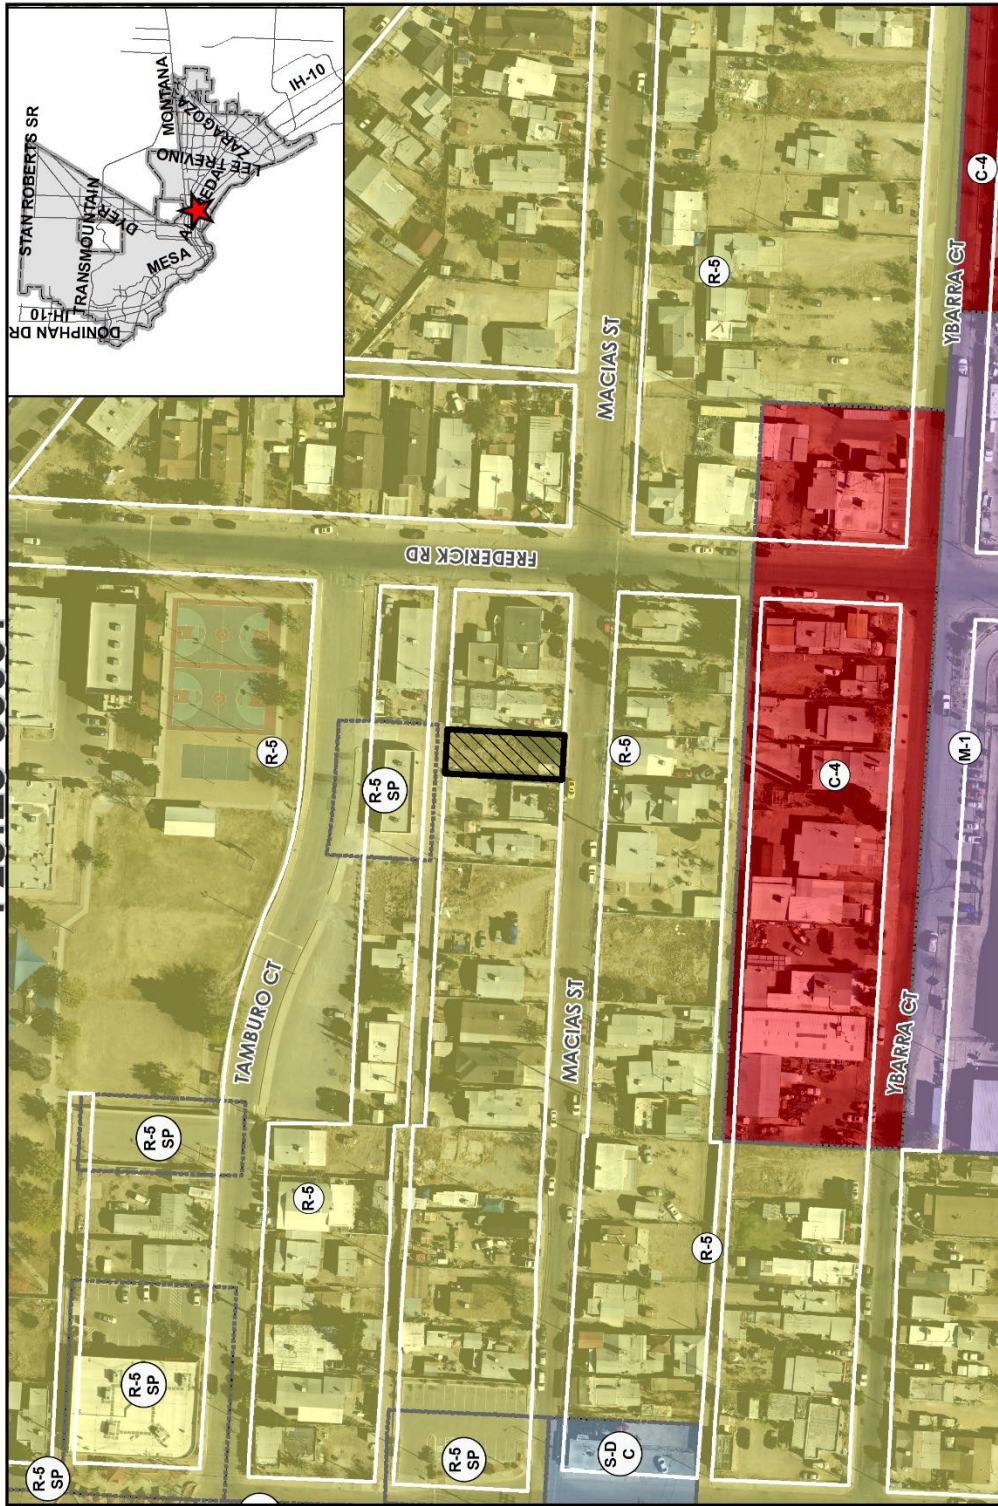 STAN ROBERTS SR
TRANSMOUNTAIN
DYER
MONTANA
DONIPHAN DR
IH-10
MESA
LEE TREVINO
ZARAGOZA
IH-10
FREDERICK RD
MACIAS ST
R-5
YBARRA CT
C-4
R-5
R-5
SP
TAMBURO CT
R-5
C-4
M-1
MACIAS ST
YBARRA CT
R-5
SP
R-5
R-5
R-5
SP
R-5
SP
R-5
SP
S-D
C